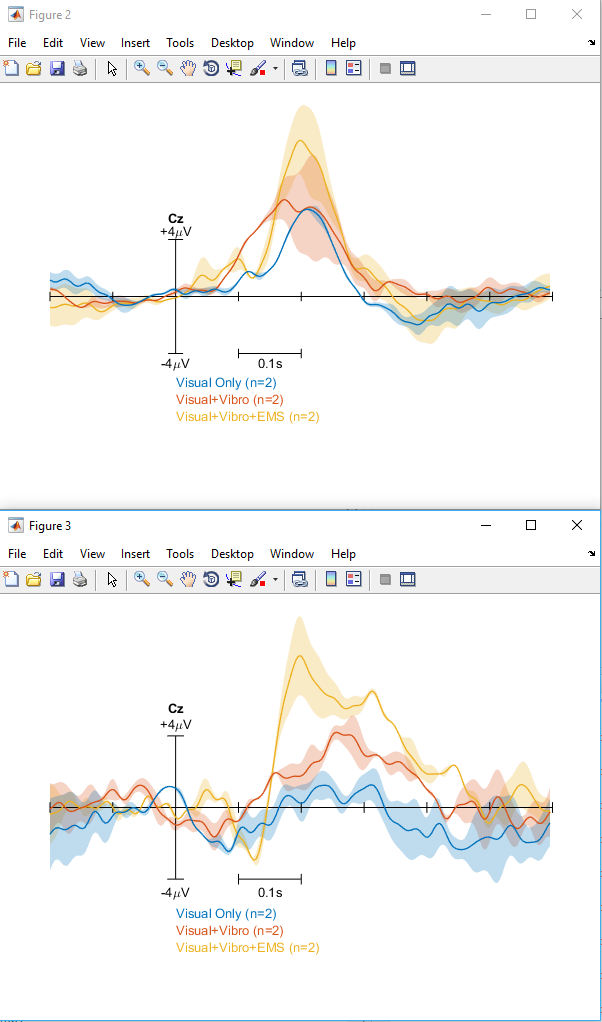 Figure 2
File Edit View Insert Tools Desktop Window Help
Cz
+4μV
-4μV
0.1s
Visual Only (n=2)
Visual+Vibro (n=2)
Visual+Vibro+EMS (n=2)
Figure 3
File Edit View Insert Tools Desktop Window Help
Cz
+4μV
-4μV
0.1s
Visual Only (n=2)
Visual+Vibro (n=2)
Visual+Vibro+EMS (n=2)